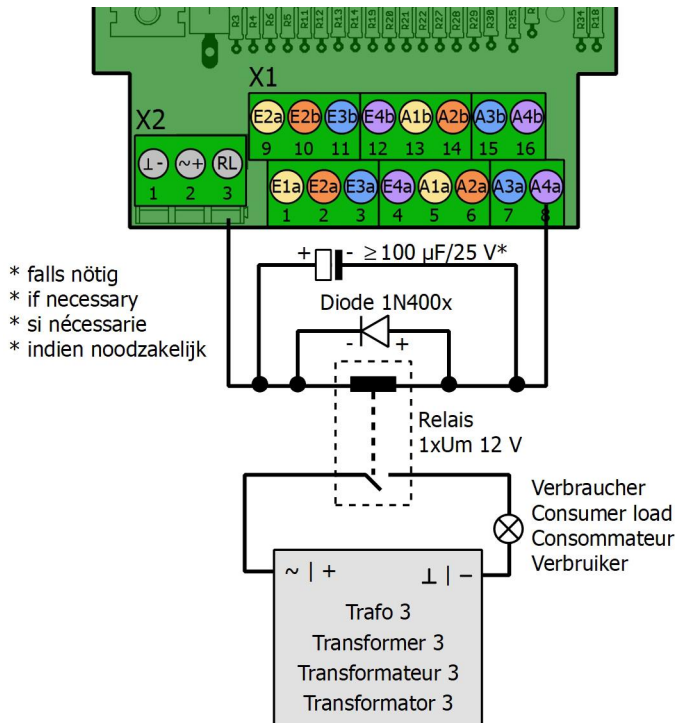 R3 R4 R6 R5 R11 R12 R13 R14 R19 R20 R21 R22 R27 R28 R29 R30 R35 R34 R18
X1
E2a E2b E3b E4b A1b A2b A3b A4b
X2
9 10 11 12 13 14 15 16
⊥- ~+ RL
E1a E2a E3a E4a A1a A2a A3a A4a
1 2 3
1 2 3 4 5 6 7 8
+ - ≥ 100 µF/25 V*
* falls nötig
* if necessary
* si nécessarie
* indien noodzakelijk
Diode 1N400x
- +
Relais
1xUm 12 V
Verbraucher
Consumer load
Consommateur
Verbruiker
~ | + ⊥ | −
Trafo 3
Transformer 3
Transformateur 3
Transformator 3